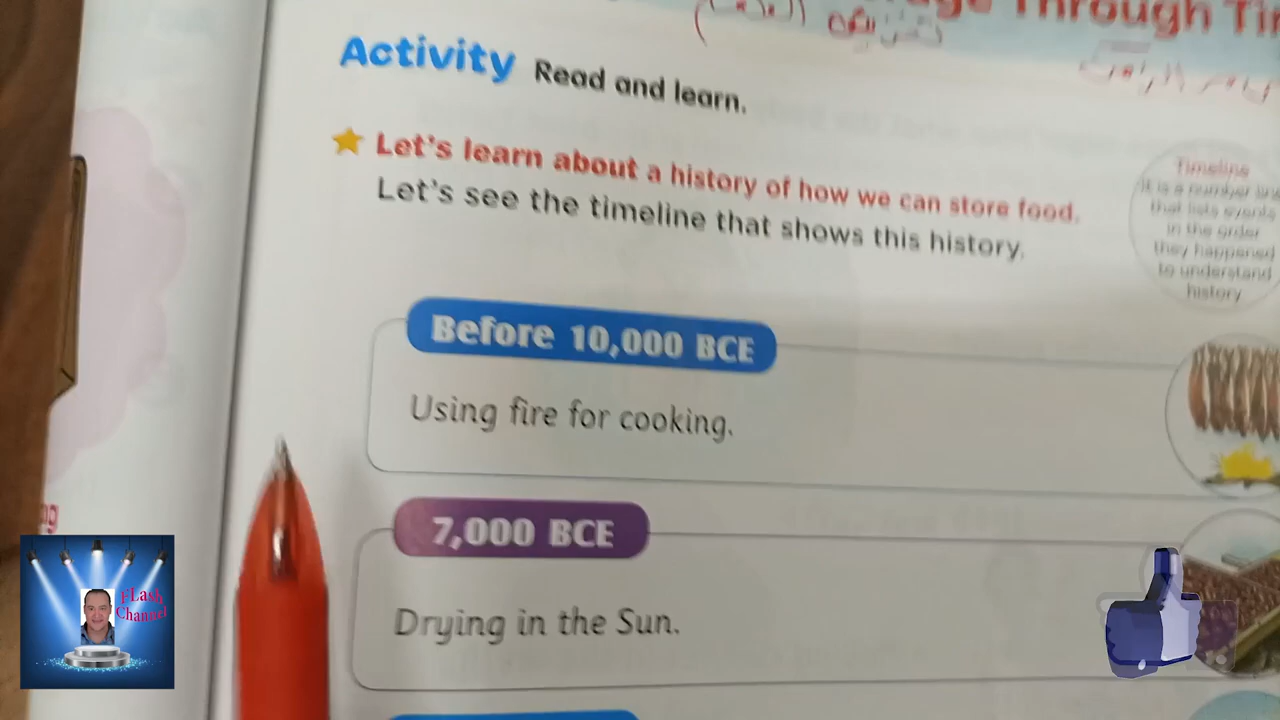 Through
Activity Read and learn.
Let's learn about a history of how we can store food.
Let's see the timeline that shows this history.
Timeline
It is a number
that lists events
in the order
they happened
to understand
history
Before 10,000 BCE
Using fire for cooking.
7,000 BCE
Drying in the Sun.
FLash
Channel